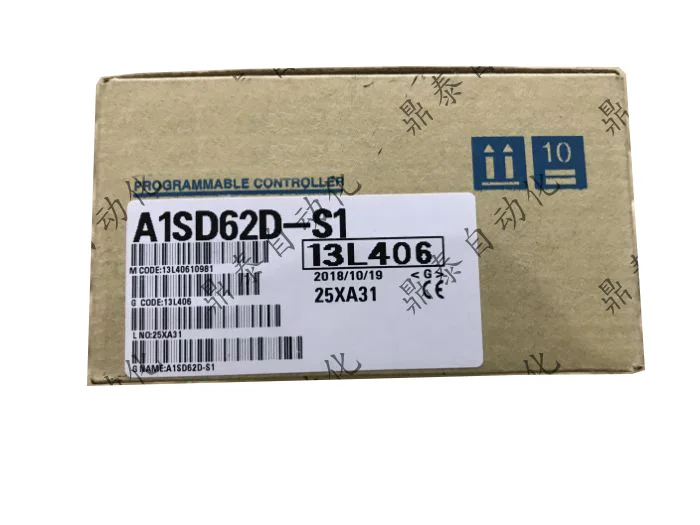 PROGRAMMABLE CONTROLLER
A1SD62D-S1
13L406
M CODE:13L40610981
2018/10/19 <G>
G CODE:13L406
25XA31 CE
L NO:25XA31
G NAME:A1SD62D-S1
10
鼎泰自动化
鼎泰自动化
鼎泰自动化